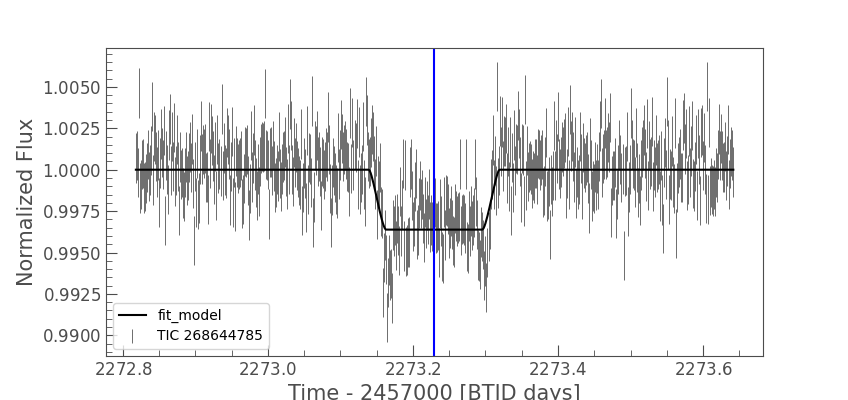 Normalized Flux
1.0050
1.0025
1.0000
0.9975
0.9950
0.9925
0.9900
fit_model
TIC 268644785
2272.8 2273.0 2273.2 2273.4 2273.6
Time - 2457000 [BTJD days]